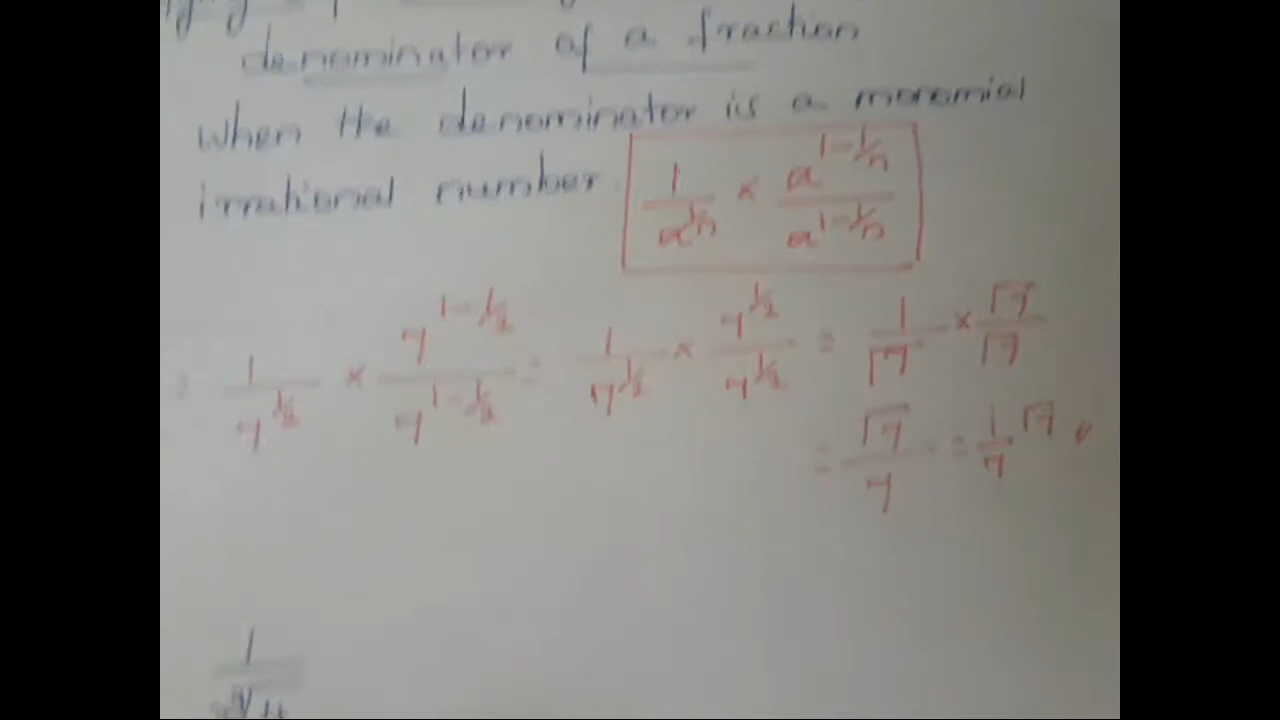 denominator of a fraction
When the denominator is a monomial
irrational number.
1/a^(1/n) × a^(1-1/n)/a^(1-1/n)
= 1/7^(1/2) × 7^(1-1/2)/7^(1-1/2) = 1/7^(1/2) × 7^(1/2)/7^(1/2) = 1/√7 × √7/√7
= √7/7 = 1/7 √7